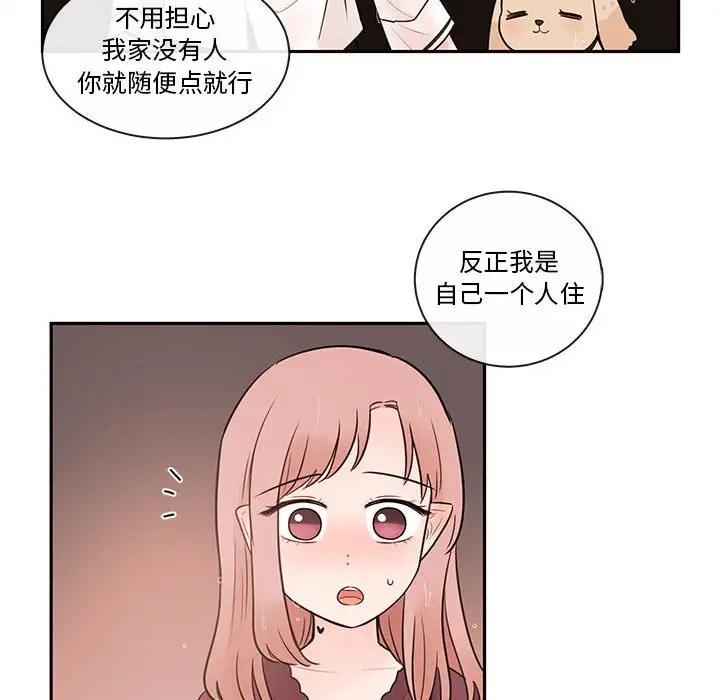 不用担心
我家没有人
你就随便点就行
反正我是
自己一个人住